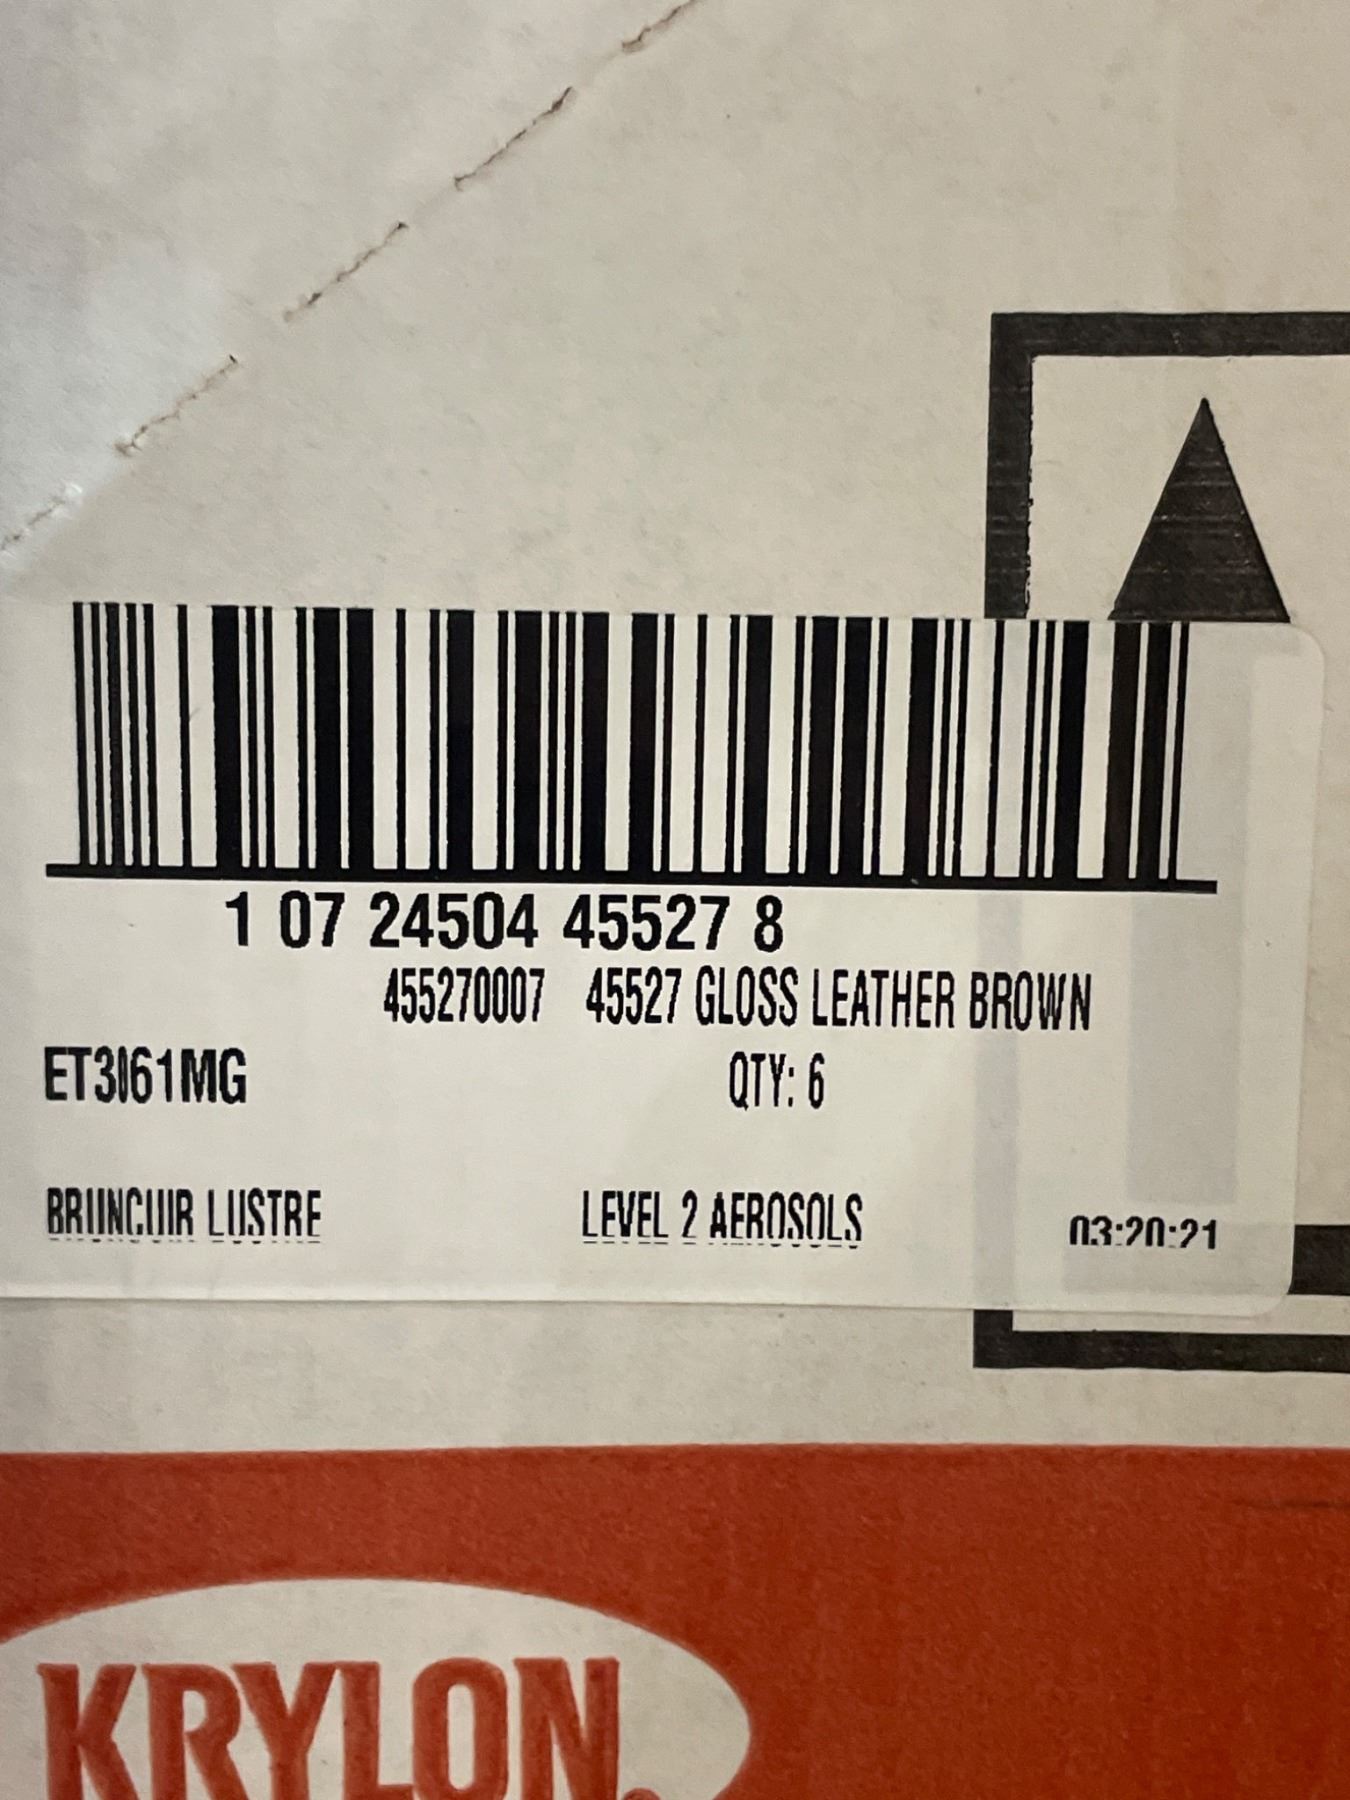 1 07 24504 45527 8
455270007 45527 GLOSS LEATHER BROWN
ET3I61MG QTY: 6
BRUNCUIR LUSTRE LEVEL 2 AEROSOLS 03:20:21
KRYLON.